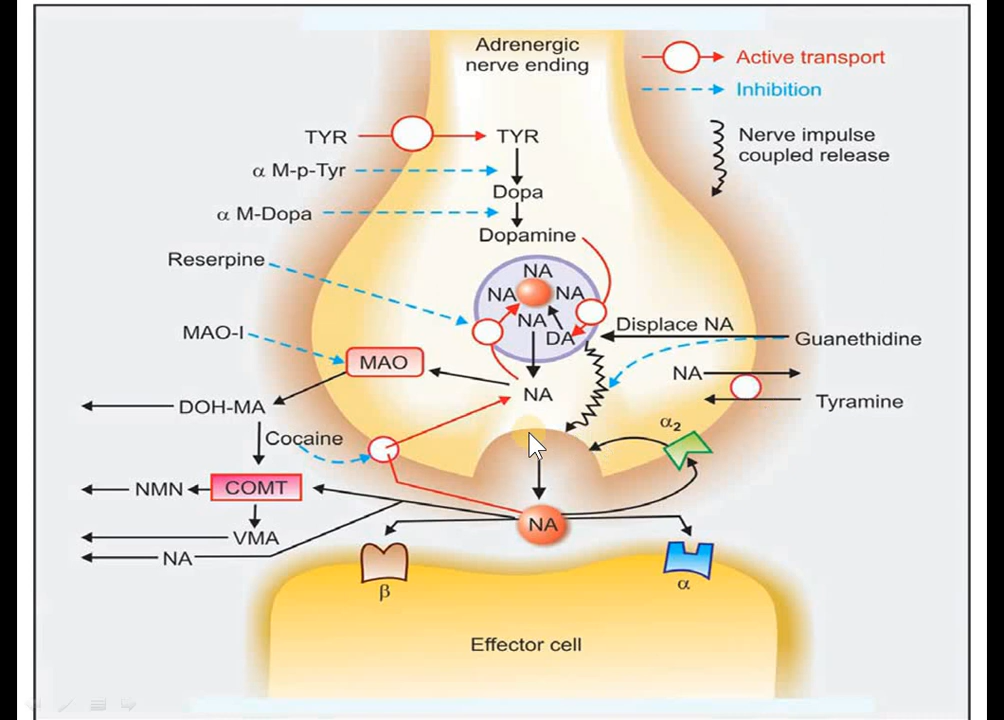 Adrenergic
nerve ending
Active transport
Inhibition
Nerve impulse
coupled release
TYR
TYR
α M-p-Tyr
Dopa
α M-Dopa
Dopamine
Reserpine
NA
NA
NA
NA
DA
Displace NA
Guanethidine
MAO-I
MAO
NA
NA
Tyramine
DOH-MA
α2
Cocaine
NMN
COMT
NA
VMA
NA
β
α
Effector cell